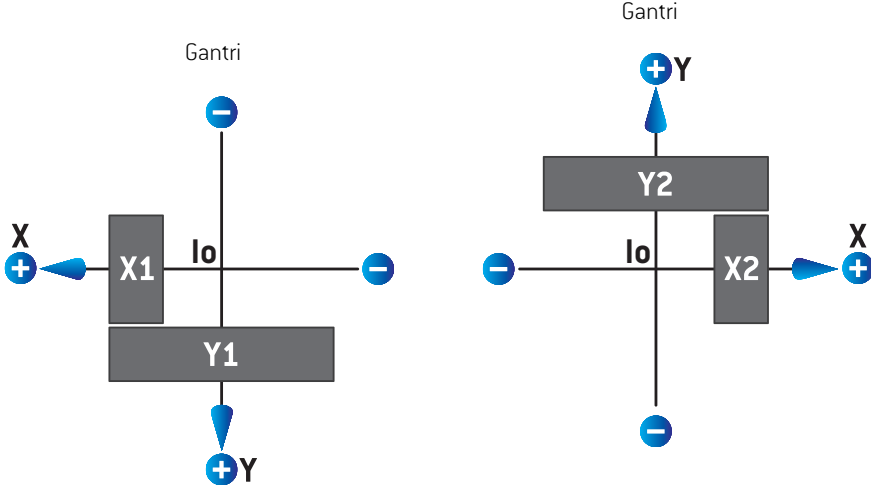 Gantri
−
X
+
X1
Io
−
Y1
+ Y
Gantri
+ Y
Y2
−
Io
X2
X
+
−